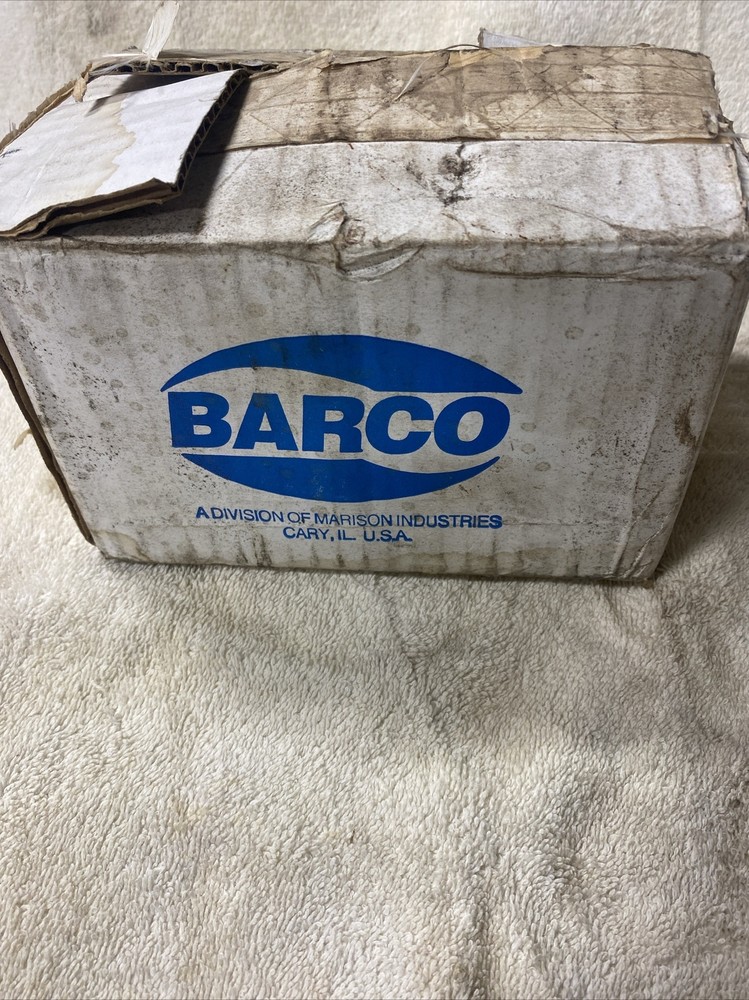 BARCO
A DIVISION OF MARISON INDUSTRIES
CARY, IL. U.S.A.